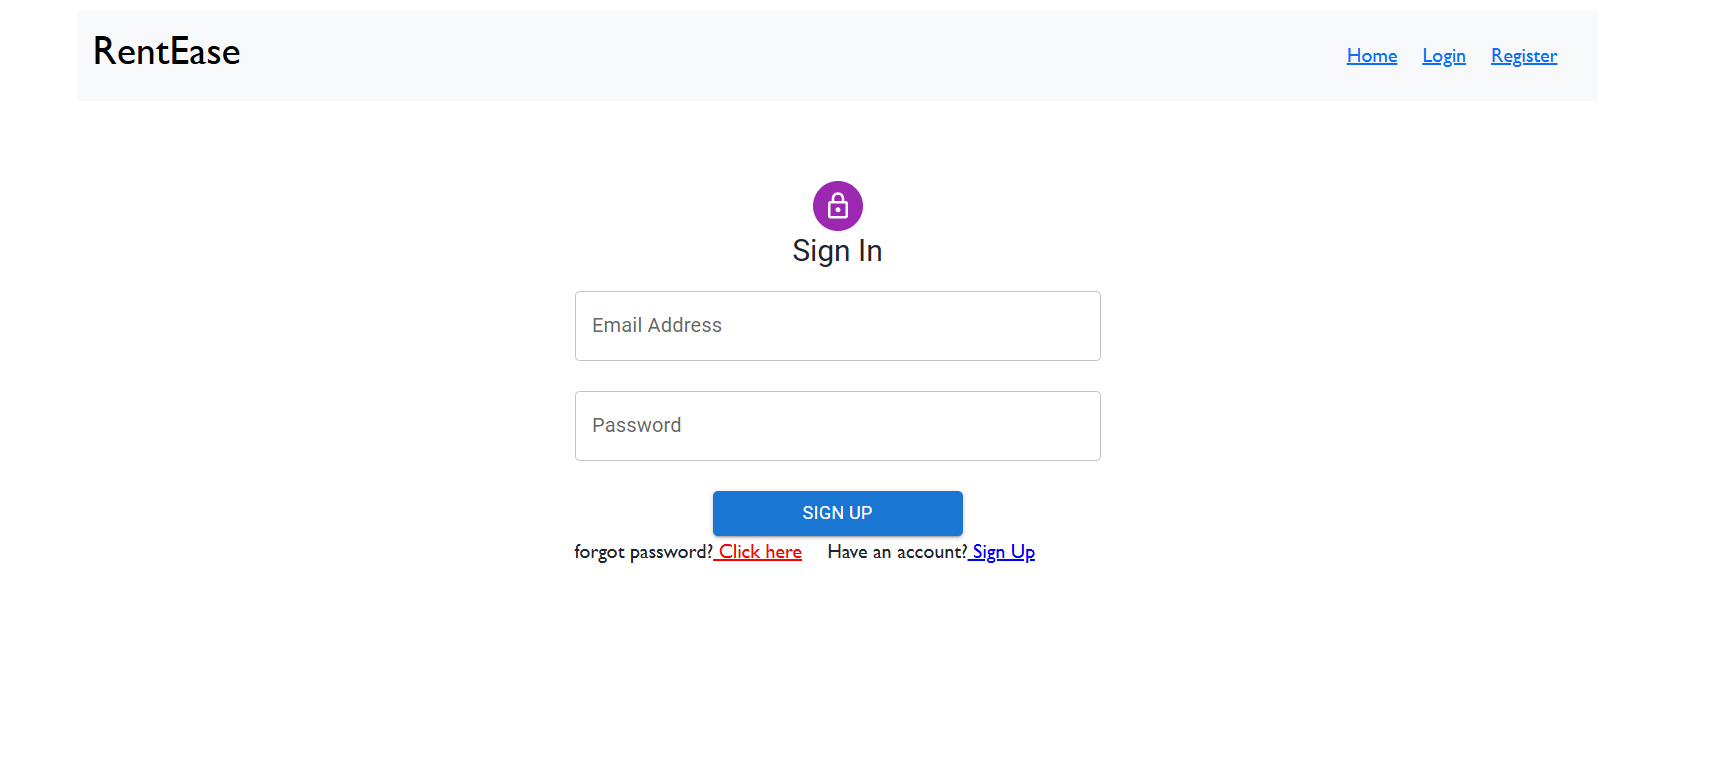 RentEase
Home Login Register
Sign In
Email Address
Password
SIGN UP
forgot password? Click here Have an account? Sign Up